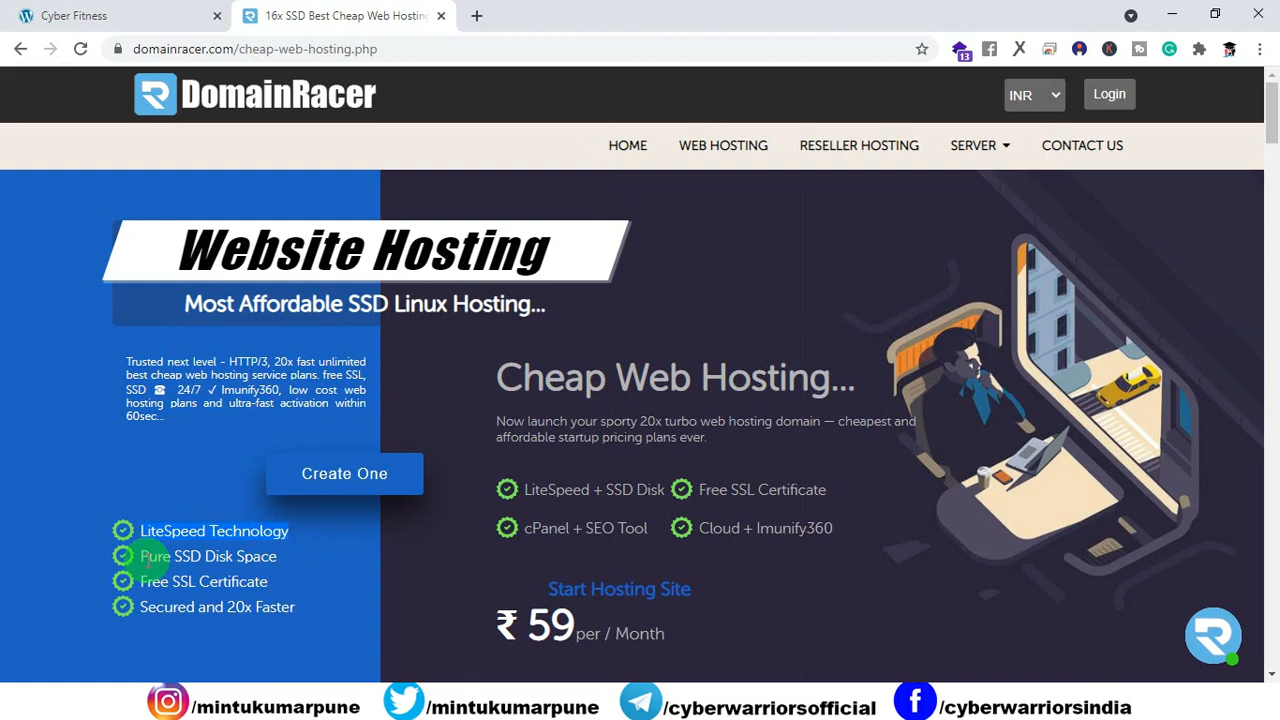 Cyber Fitness
16x SSD Best Cheap Web Hosting
domainracer.com/cheap-web-hosting.php
13
DomainRacer
INR
Login
HOME
WEB HOSTING
RESELLER HOSTING
SERVER
CONTACT US
Website Hosting
Most Affordable SSD Linux Hosting...
Trusted next level - HTTP/3, 20x fast unlimited
best cheap web hosting service plans. free SSL,
SSD ☎ 24/7 ✓ Imunify360, low cost web
hosting plans and ultra-fast activation within
60sec...
Create One
LiteSpeed Technology
Pure SSD Disk Space
Free SSL Certificate
Secured and 20x Faster
Cheap Web Hosting...
Now launch your sporty 20x turbo web hosting domain — cheapest and
affordable startup pricing plans ever.
LiteSpeed + SSD Disk
Free SSL Certificate
cPanel + SEO Tool
Cloud + Imunify360
Start Hosting Site
₹ 59 per / Month
/mintukumarpune
/mintukumarpune
/cyberwarriorsofficial
/cyberwarriorsindia